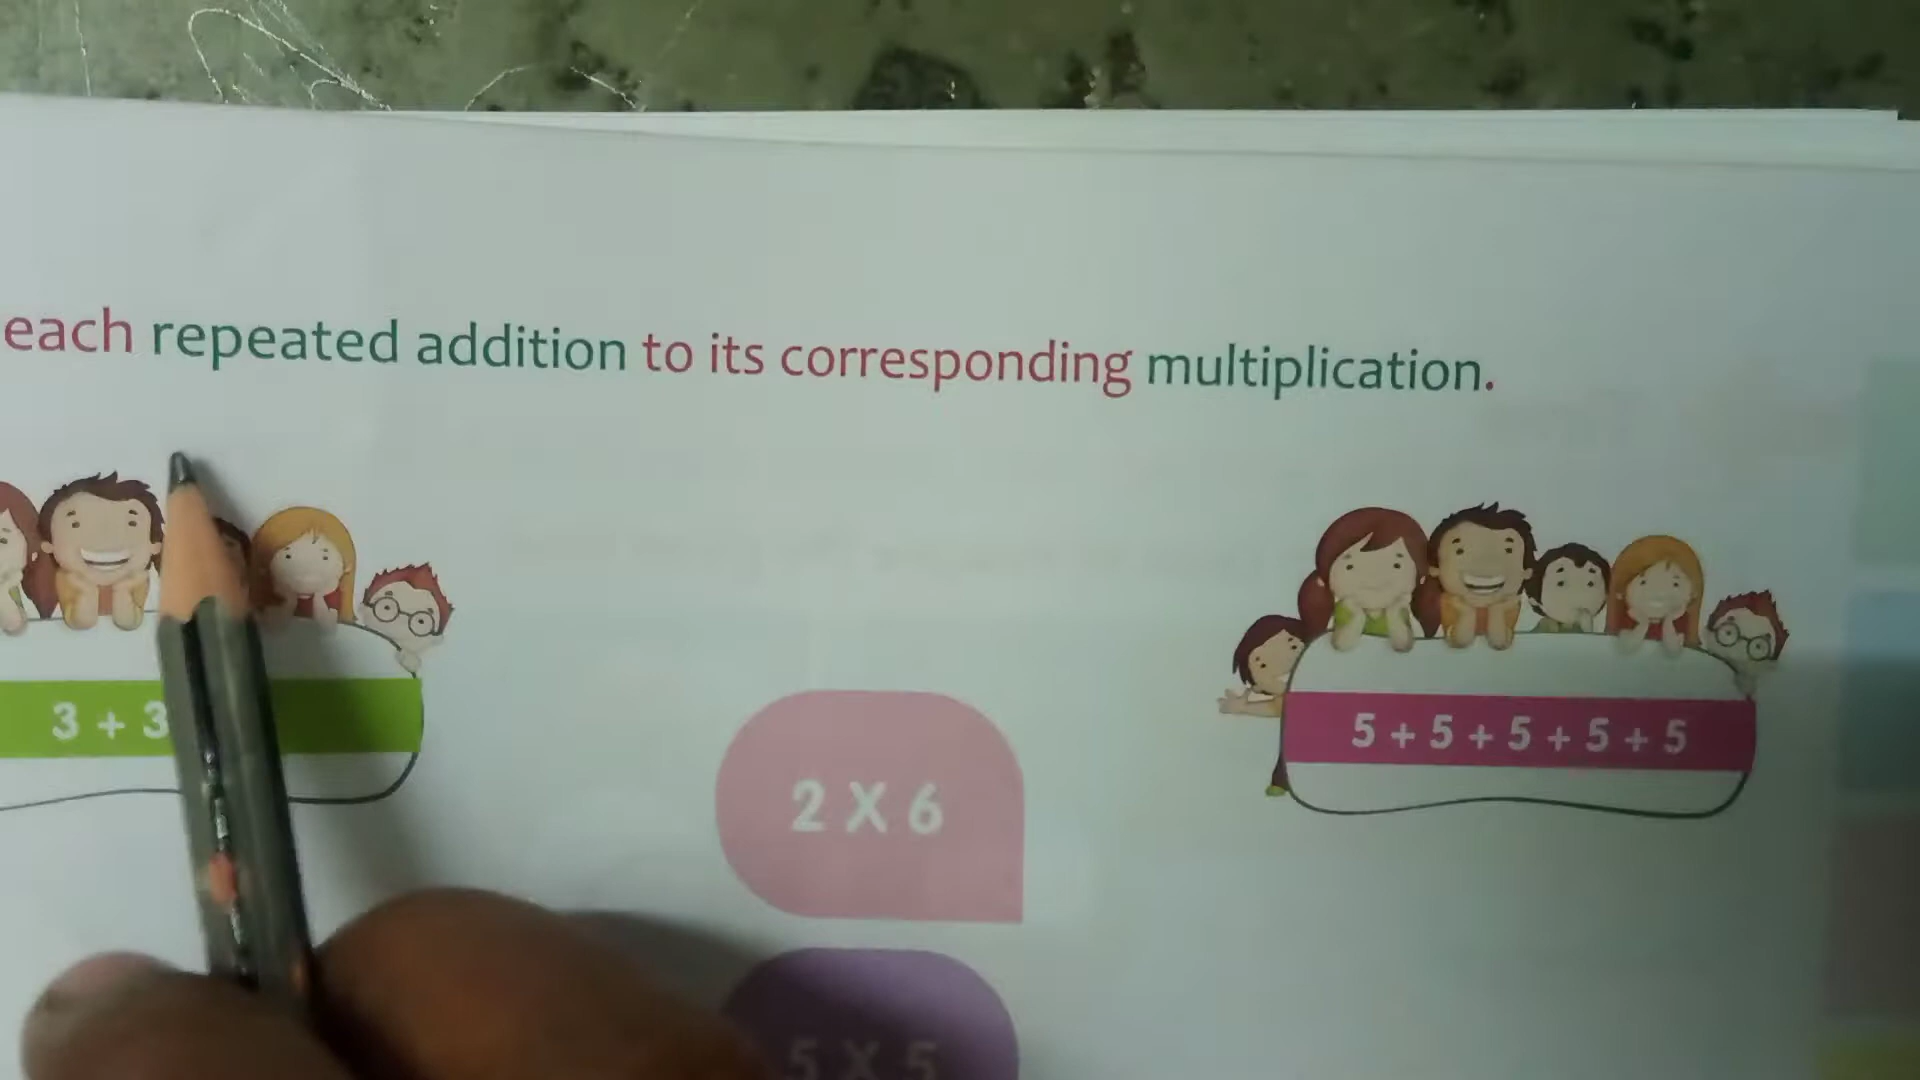 each repeated addition to its corresponding multiplication.
3 + 3
5 + 5 + 5 + 5 + 5
2 X 6
5 X 5